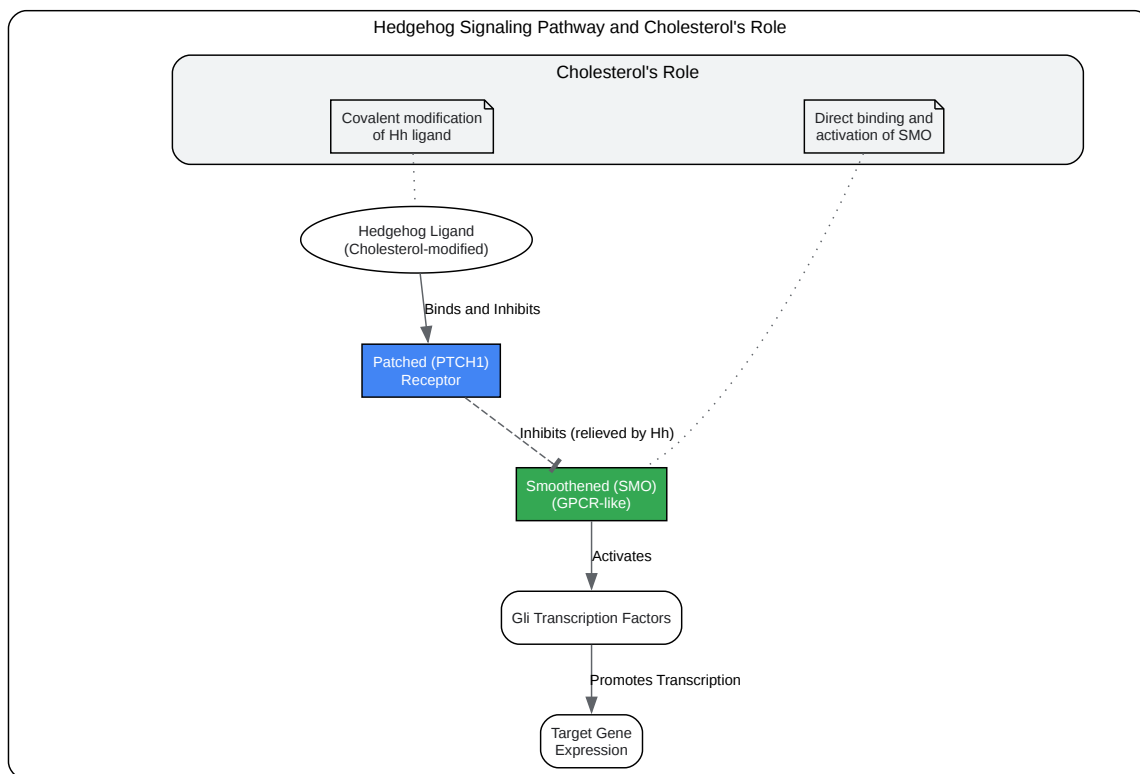 Hedgehog Signaling Pathway and Cholesterol's Role
Cholesterol's Role
Covalent modification
of Hh ligand
Direct binding and
activation of SMO
Hedgehog Ligand
(Cholesterol-modified)
Binds and Inhibits
Patched (PTCH1)
Receptor
Inhibits (relieved by Hh)
Smoothened (SMO)
(GPCR-like)
Activates
Gli Transcription Factors
Promotes Transcription
Target Gene
Expression